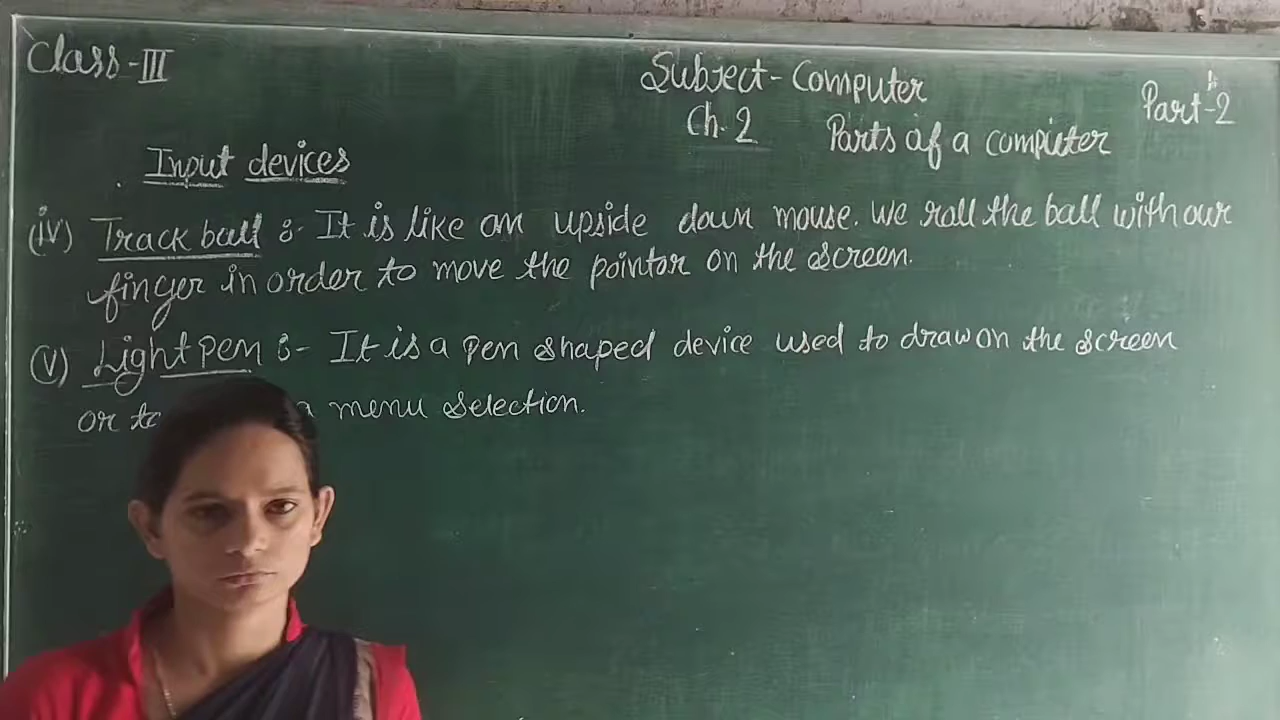 Class-III
Subject- Computer
Part-2
Ch. 2 Parts of a computer
Input devices
(iv) Track ball :- It is like an upside down mouse. We roll the ball with our
finger in order to move the pointor on the screen.
(v) Light pen :- It is a pen shaped device used to draw on the screen
or to a menu selection.